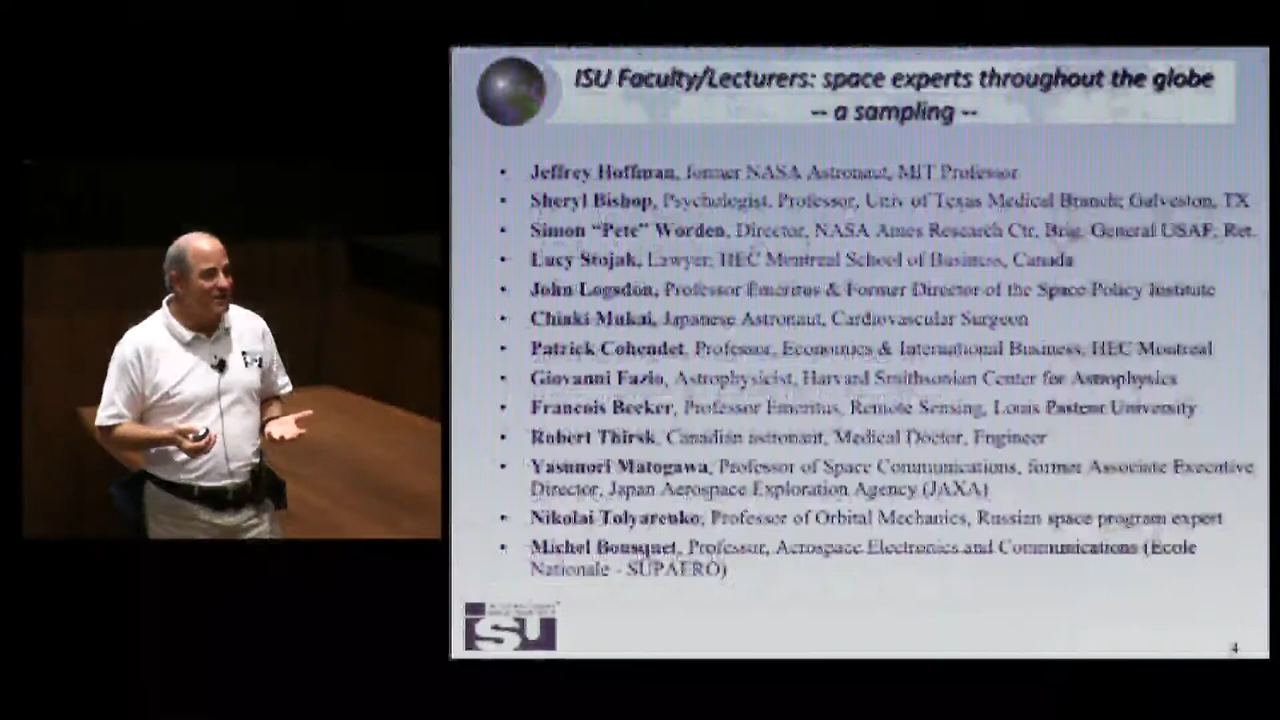 ISU Faculty/Lecturers: space experts throughout the globe
-- a sampling --
• Jeffrey Hoffman, former NASA Astronaut, MIT Professor
• Sheryl Bishop, Psychologist, Professor, Univ of Texas Medical Branch; Galveston, TX
• Simon “Pete” Worden, Director, NASA Ames Research Ctr, Brig. General USAF, Ret.
• Lucy Stojak, Lawyer, HEC Montreal School of Business, Canada
• John Logsdon, Professor Emeritus & Former Director of the Space Policy Institute
• Chiaki Mukai, Japanese Astronaut, Cardiovascular Surgeon
• Patrick Cohendet, Professor, Economics & International Business, HEC Montreal
• Giovanni Fazio, Astrophysicist, Harvard Smithsonian Center for Astrophysics
• Francois Becker, Professor Emeritus, Remote Sensing, Louis Pasteur University
• Robert Thirsk, Canadian astronaut, Medical Doctor, Engineer
• Yasunori Matogawa, Professor of Space Communications, former Associate Executive
Director, Japan Aerospace Exploration Agency (JAXA)
• Nikolai Tolyarenko, Professor of Orbital Mechanics, Russian space program expert
• Michel Bousquet, Professor, Aerospace Electronics and Communications (Ecole
Nationale - SUPAERO)
ISU
4